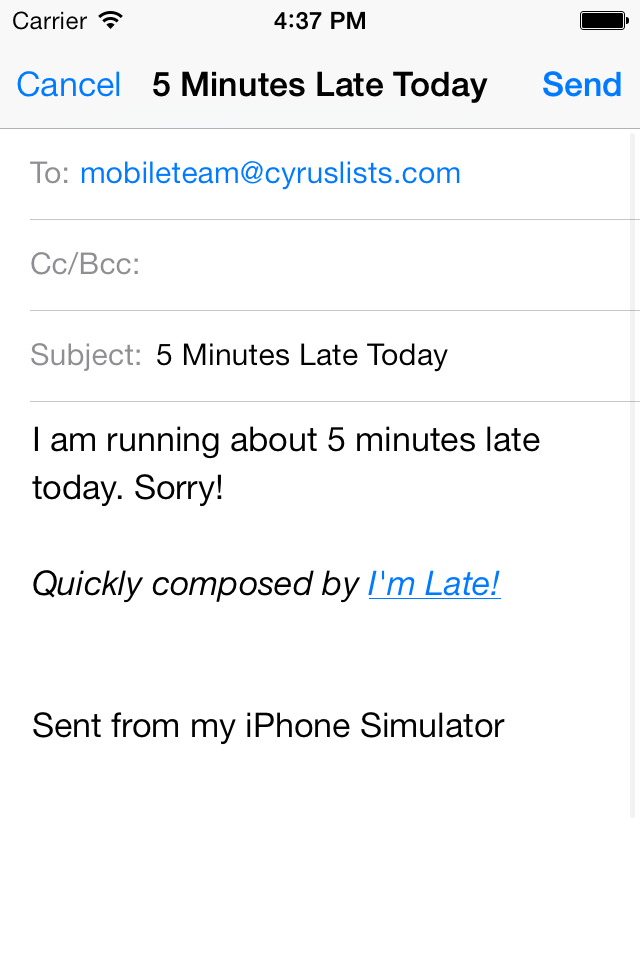 Carrier 4:37 PM
Cancel 5 Minutes Late Today Send
To: mobileteam@cyruslists.com
Cc/Bcc:
Subject: 5 Minutes Late Today
I am running about 5 minutes late
today. Sorry!
Quickly composed by I'm Late!
Sent from my iPhone Simulator